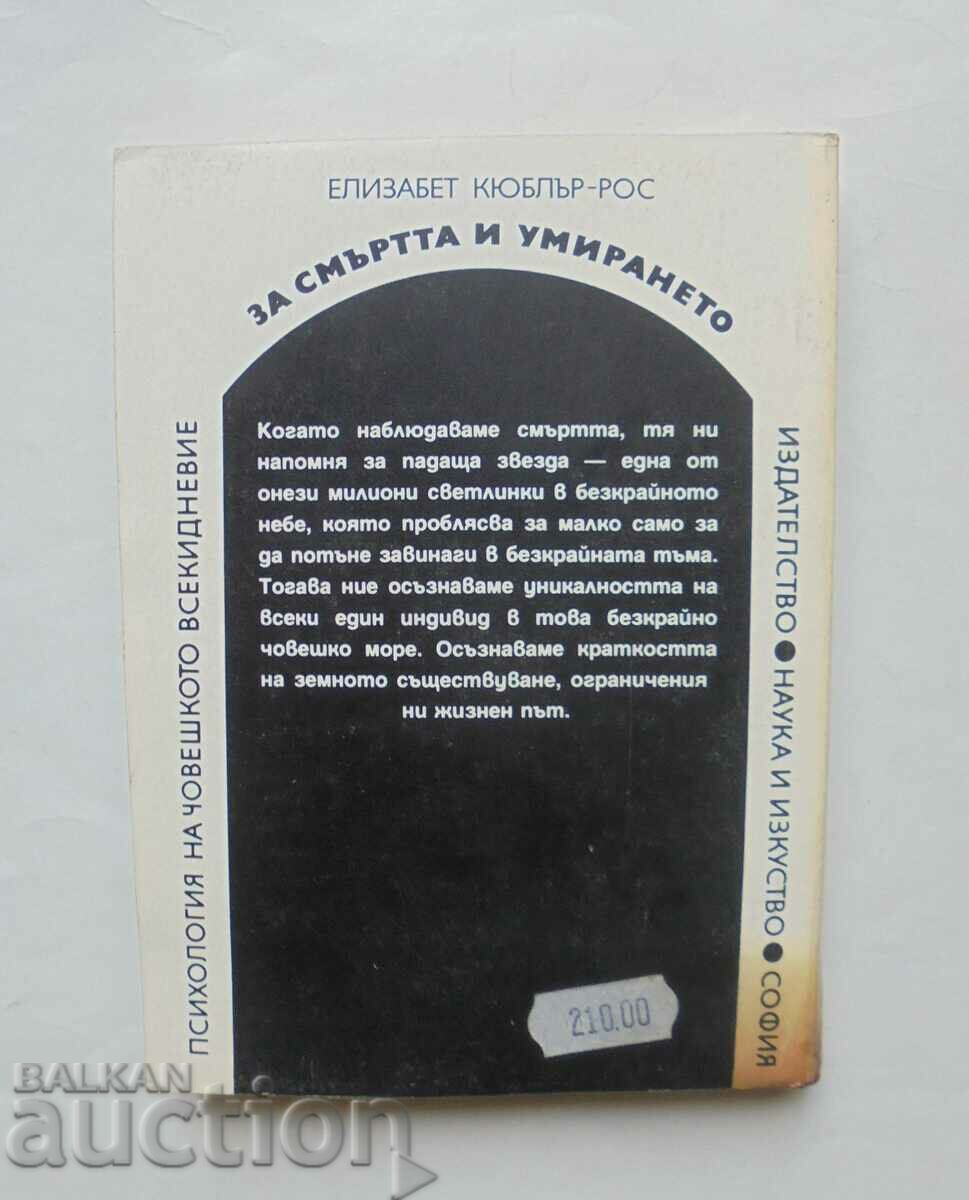 ЕЛИЗАБЕТ КЮБЛЪР-РОС
ЗА СМЪРТТА И УМИРАНЕТО
ПСИХОЛОГИЯ НА ЧОВЕШКОТО ВСЕКИДНЕВИЕ
Когато наблюдаваме смъртта, тя ни
напомня за падаща звезда — една от
онези милиони светлинки в безкрайното
небе, която проблясва за малко само за
да потъне завинаги в безкрайната тъма.
Тогава ние осъзнаваме уникалността на
всеки един индивид в това безкрайно
човешко море. Осъзнаваме краткостта
на земното съществуване, ограничения
ни жизнен път.
ИЗДАТЕЛСТВО ● НАУКА И ИЗКУСТВО ● СОФИЯ
210.00
BALKAN
auction